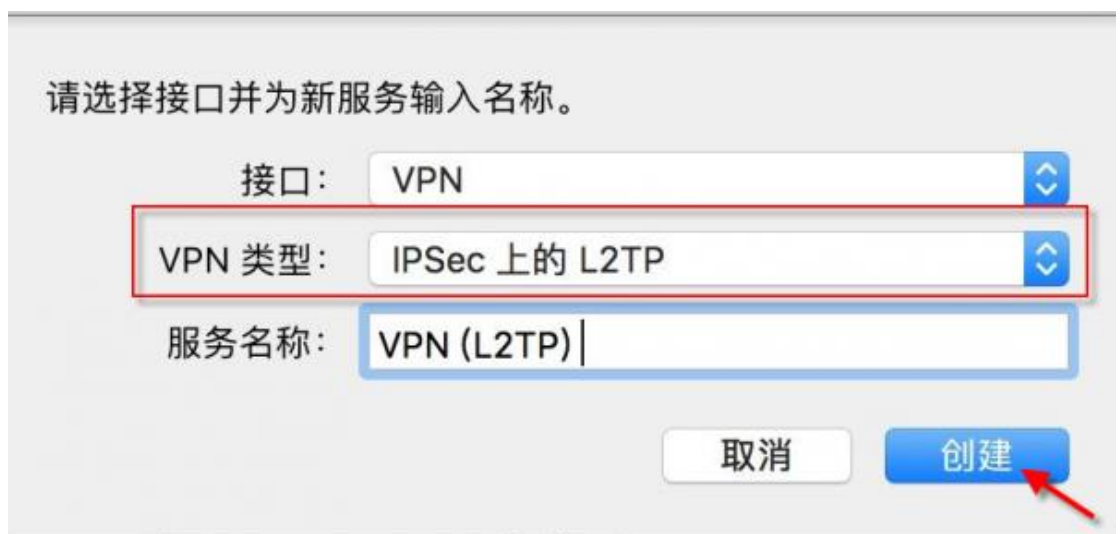 请选择接口并为新服务输入名称。
接口： VPN
VPN 类型： IPSec 上的 L2TP
服务名称： VPN (L2TP)
取消 创建